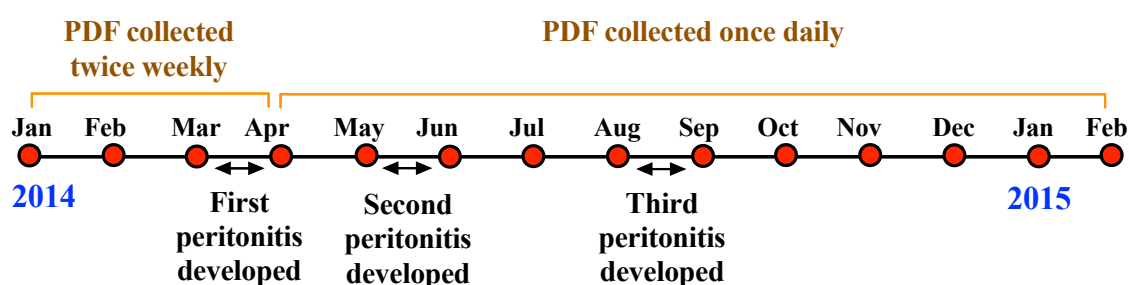 PDF collected
twice weekly
PDF collected once daily
Jan Feb Mar Apr May Jun Jul Aug Sep Oct Nov Dec Jan Feb
2014
2015
First
peritonitis
developed
Second
peritonitis
developed
Third
peritonitis
developed